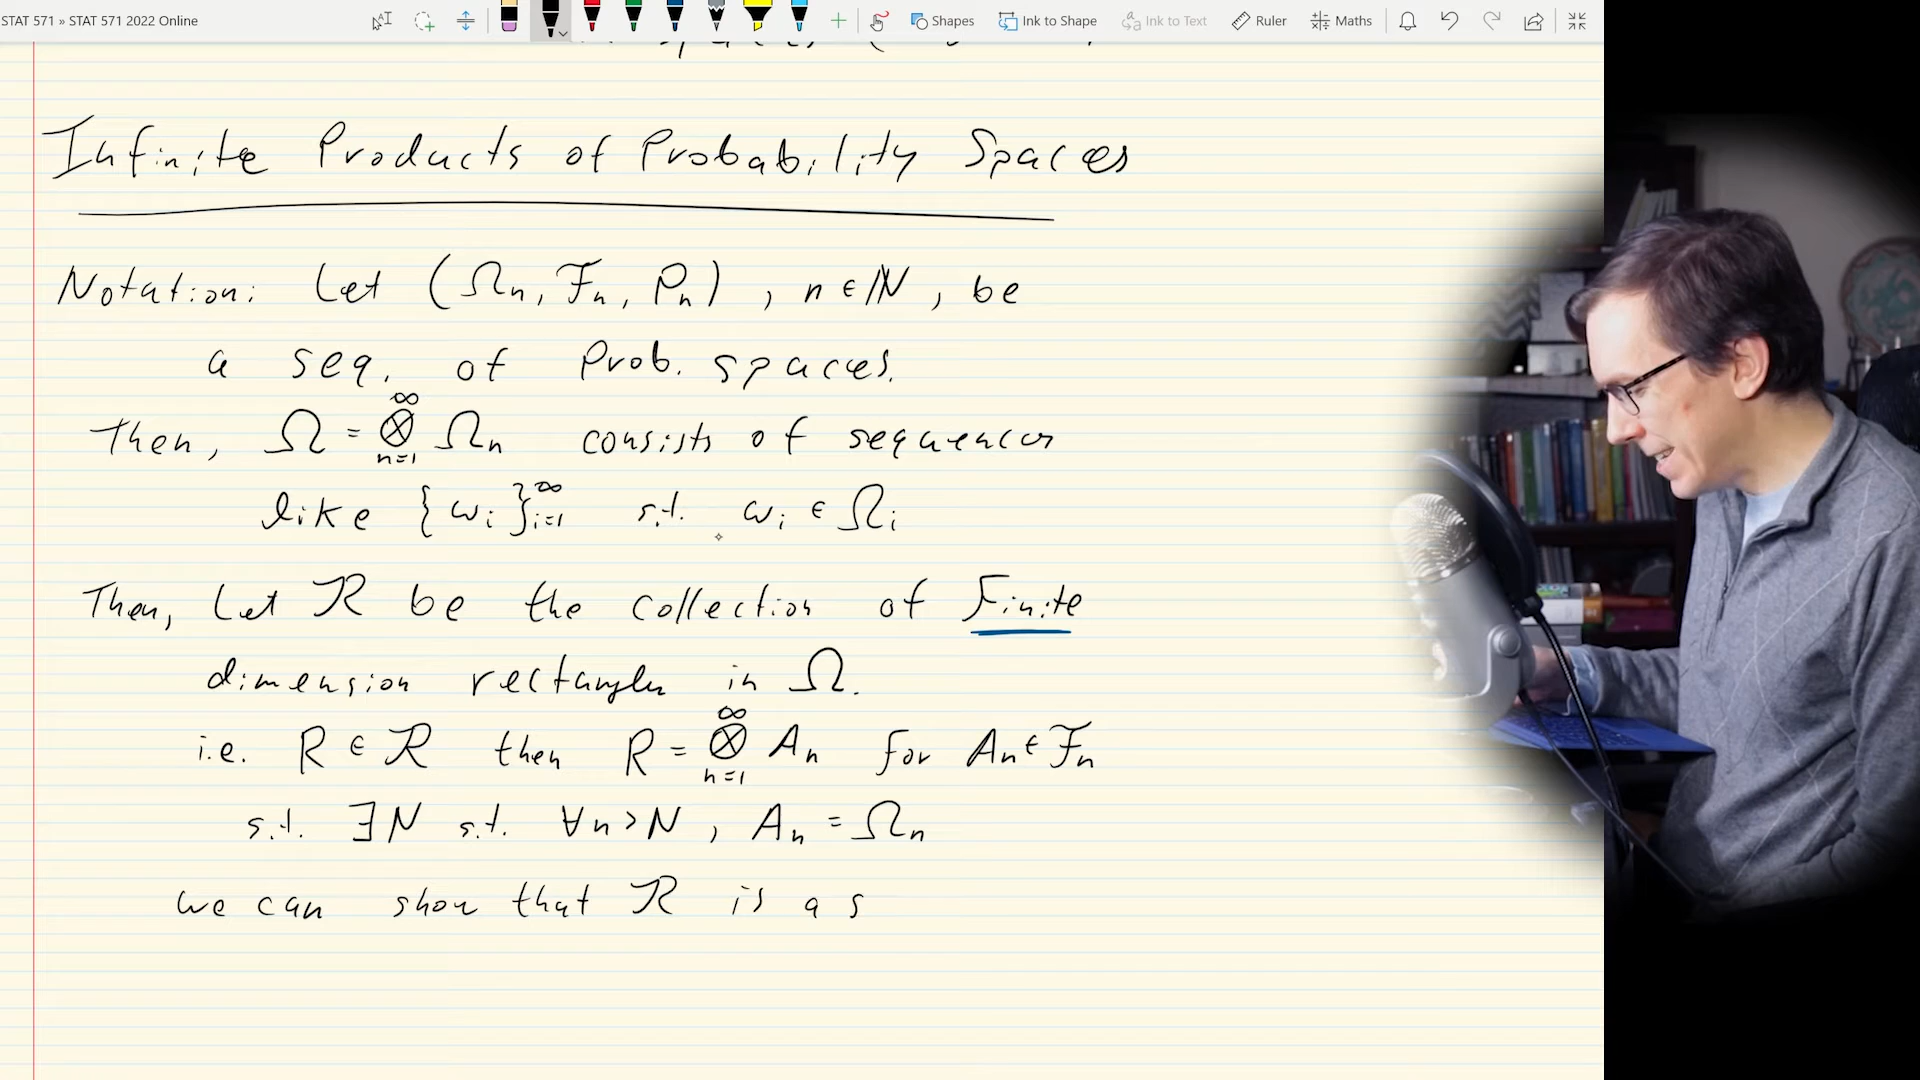 STAT 571 » STAT 571 2022 Online
Shapes Ink to Shape Ink to Text Ruler Maths
Infinite Products of Probability Spaces
Notation: Let (Ωn, ℱn, Pn), n ∈ ℕ, be
a seq. of Prob. spaces.
Then, Ω = ⊗_{n=1}^{∞} Ωn consists of sequences
like {ωi}_{i=1}^{∞} s.t. ωi ∈ Ωi
Then, Let ℛ be the collection of Finite
dimension rectangles in Ω.
i.e. R ∈ ℛ then R = ⊗_{n=1}^{∞} An for An ∈ ℱn
s.t. ∃N s.t. ∀n > N, An = Ωn
we can show that ℛ is a s